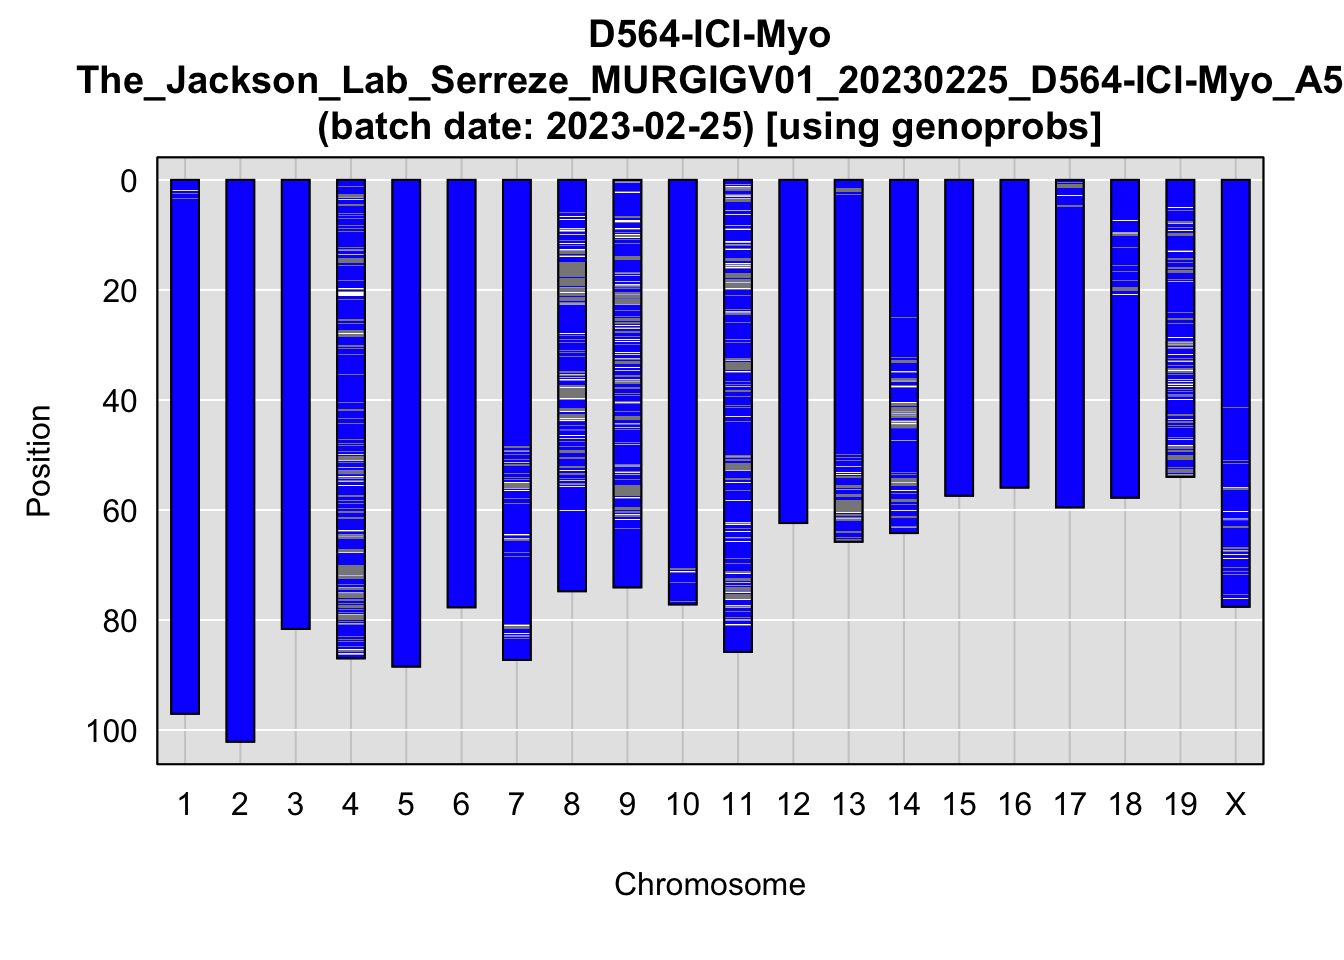 D564-ICI-Myo
The_Jackson_Lab_Serreze_MURGIGV01_20230225_D564-ICI-Myo_A5
(batch date: 2023-02-25) [using genoprobs]
0
20
40
60
80
100
Position
1 2 3 4 5 6 7 8 9 10 11 12 13 14 15 16 17 18 19 X
Chromosome